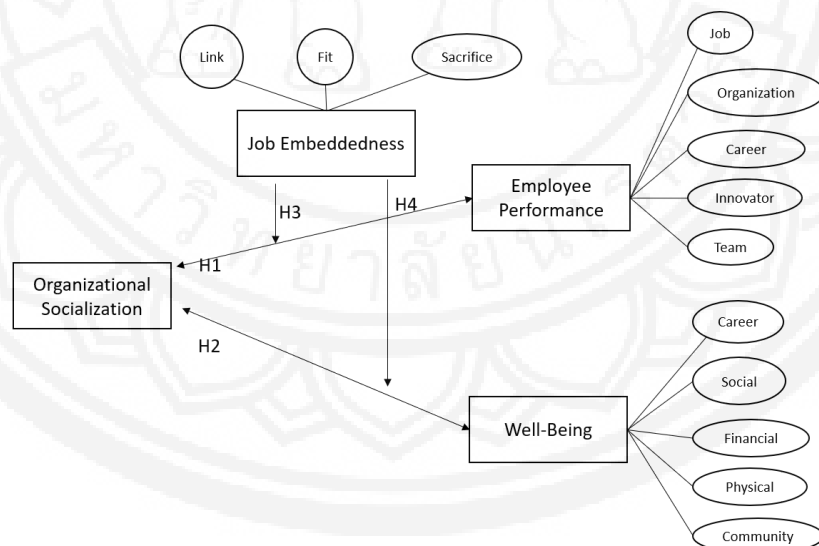 Job
Link
Fit
Sacrifice
Organization
Job Embeddedness
Career
Employee
Performance
Innovator
H3
H4
Team
H1
Organizational
Socialization
H2
Career
Social
Well-Being
Financial
Physical
Community